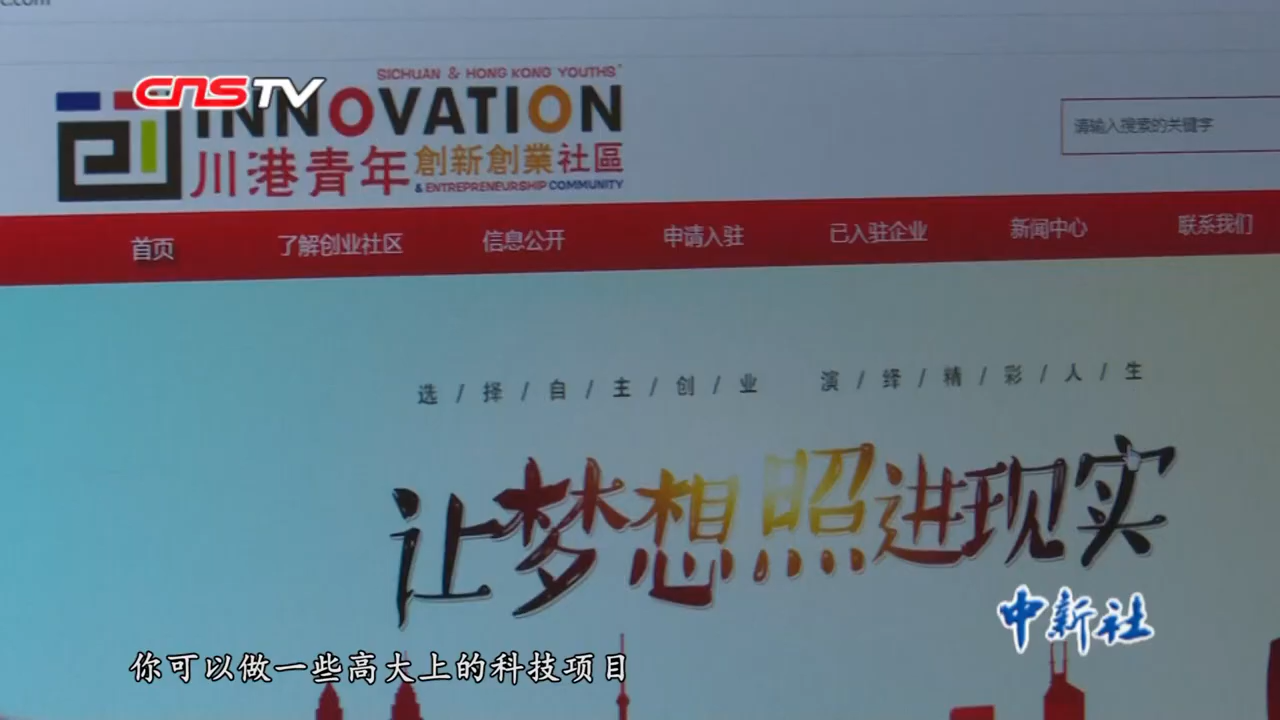 c.com
SICHUAN & HONG KONG YOUTHS'
CNSTV
INNOVATION
川港青年創新創業社區
& ENTREPRENEURSHIP COMMUNITY
请输入搜索的关键字
首页 了解创业社区 信息公开 申请入驻 已入驻企业 新闻中心 联系我们
选/择/自/主/创/业 演/绎/精/彩/人/生
让梦想照进现实
中新社
你可以做一些高大上的科技项目